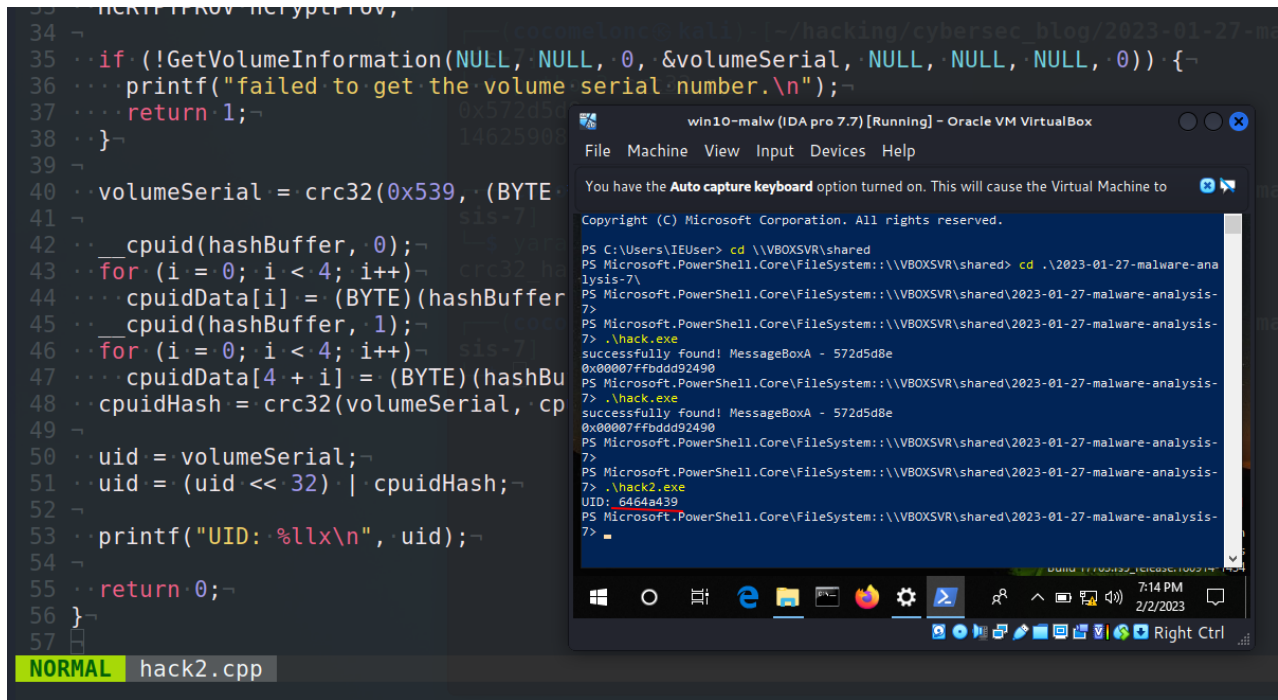 33   HCRYPTPROV hCryptProv;
34 ¬
35 ··if·(!GetVolumeInformation(NULL,·NULL,·0,·&volumeSerial,·NULL,·NULL,·NULL,·0))·{¬
36 ····printf("failed·to·get·the·volume·serial·number.\n");¬
37 ····return·1;¬
38 ··}¬
39 ¬
40 ··volumeSerial·=·crc32(0x539,·(BYTE·
41 ¬
42 ··__cpuid(hashBuffer,·0);¬
43 ··for·(i·=·0;·i·<·4;·i++)¬
44 ····cpuidData[i]·=·(BYTE)(hashBuffer
45 ··__cpuid(hashBuffer,·1);¬
46 ··for·(i·=·0;·i·<·4;·i++)¬
47 ····cpuidData[4·+·i]·=·(BYTE)(hashBu
48 ··cpuidHash·=·crc32(volumeSerial,·cp
49 ¬
50 ··uid·=·volumeSerial;¬
51 ··uid·=·(uid·<<·32)·|·cpuidHash;¬
52 ¬
53 ··printf("UID:·%llx\n",·uid);¬
54 ¬
55 ··return·0;¬
56 }¬
57
NORMAL hack2.cpp
win10-malw (IDA pro 7.7) [Running] - Oracle VM VirtualBox
File Machine View Input Devices Help
You have the Auto capture keyboard option turned on. This will cause the Virtual Machine to
Copyright (C) Microsoft Corporation. All rights reserved.
PS C:\Users\IEUser> cd \\VBOXSVR\shared
PS Microsoft.PowerShell.Core\FileSystem::\\VBOXSVR\shared> cd .\2023-01-27-malware-ana
lysis-7\
PS Microsoft.PowerShell.Core\FileSystem::\\VBOXSVR\shared\2023-01-27-malware-analysis-
7>
PS Microsoft.PowerShell.Core\FileSystem::\\VBOXSVR\shared\2023-01-27-malware-analysis-
7> .\hack.exe
successfully found! MessageBoxA - 572d5d8e
0x00007ffbddd92490
PS Microsoft.PowerShell.Core\FileSystem::\\VBOXSVR\shared\2023-01-27-malware-analysis-
7> .\hack.exe
successfully found! MessageBoxA - 572d5d8e
0x00007ffbddd92490
PS Microsoft.PowerShell.Core\FileSystem::\\VBOXSVR\shared\2023-01-27-malware-analysis-
7>
PS Microsoft.PowerShell.Core\FileSystem::\\VBOXSVR\shared\2023-01-27-malware-analysis-
7> .\hack2.exe
UID: 6464a439
PS Microsoft.PowerShell.Core\FileSystem::\\VBOXSVR\shared\2023-01-27-malware-analysis-
7>
7:14 PM
2/2/2023
Right Ctrl